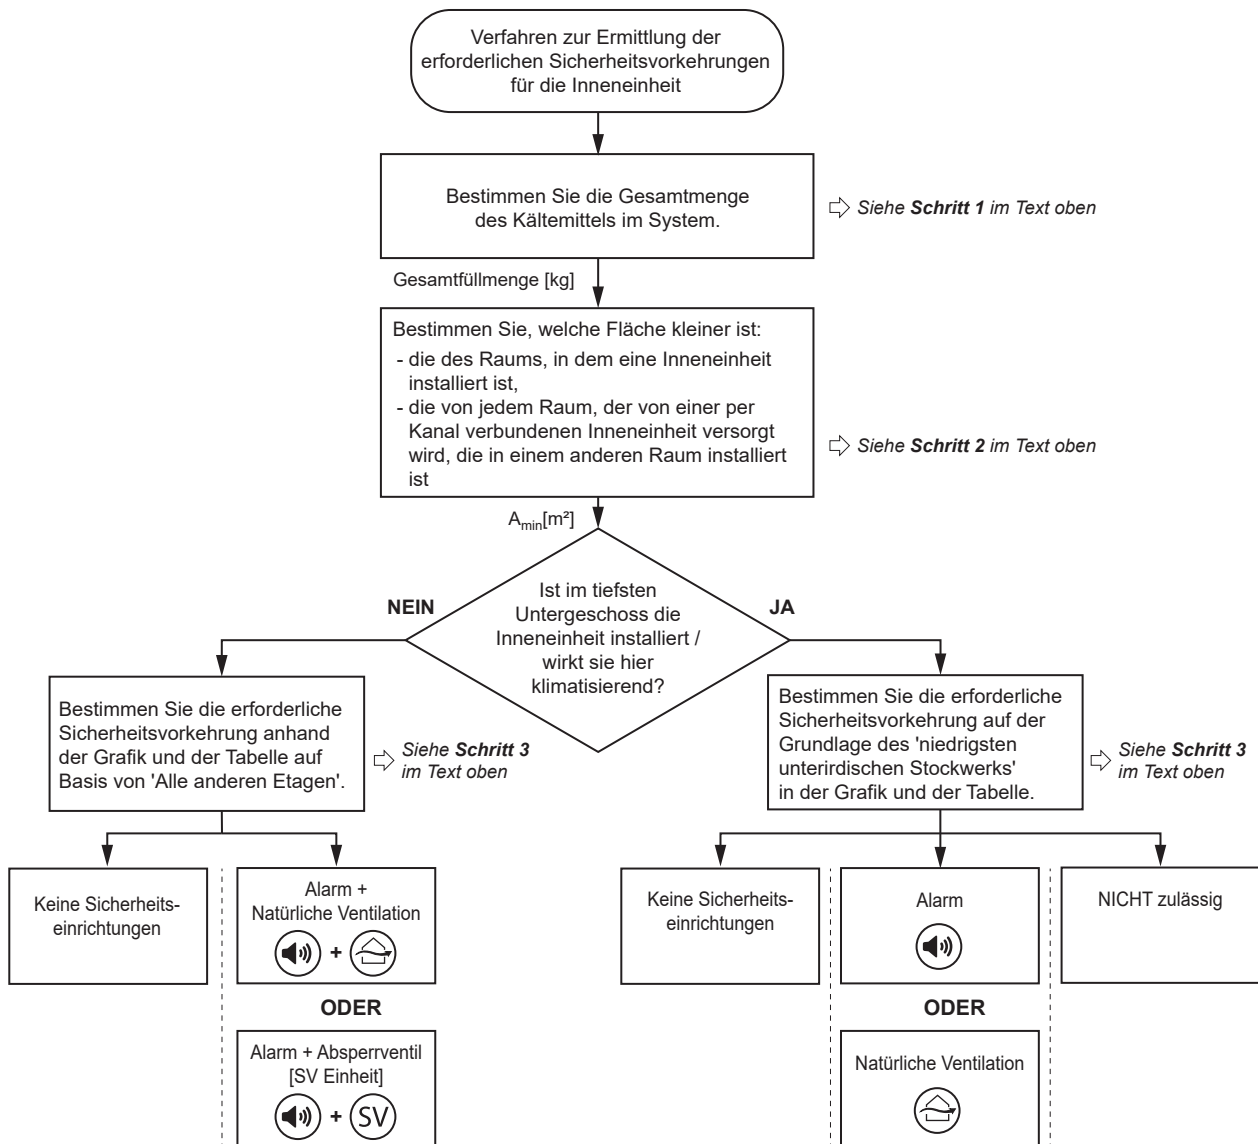 Verfahren zur Ermittlung der
erforderlichen Sicherheitsvorkehrungen
für die Inneneinheit
Bestimmen Sie die Gesamtmenge
des Kältemittels im System.
Siehe Schritt 1 im Text oben
Gesamtfüllmenge [kg]
Bestimmen Sie, welche Fläche kleiner ist:
- die des Raums, in dem eine Inneneinheit
installiert ist,
- die von jedem Raum, der von einer per
Kanal verbundenen Inneneinheit versorgt
wird, die in einem anderen Raum installiert
ist
Siehe Schritt 2 im Text oben
Amin[m²]
Ist im tiefsten
Untergeschoss die
Inneneinheit installiert /
wirkt sie hier
klimatisierend?
NEIN
JA
Bestimmen Sie die erforderliche
Sicherheitsvorkehrung anhand
der Grafik und der Tabelle auf
Basis von 'Alle anderen Etagen'.
Siehe Schritt 3
im Text oben
Bestimmen Sie die erforderliche
Sicherheitsvorkehrung auf der
Grundlage des 'niedrigsten
unterirdischen Stockwerks'
in der Grafik und der Tabelle.
Siehe Schritt 3
im Text oben
Keine Sicherheits-
einrichtungen
Alarm +
Natürliche Ventilation
+
ODER
Alarm + Absperrventil
[SV Einheit]
+ SV
Keine Sicherheits-
einrichtungen
Alarm
ODER
Natürliche Ventilation
NICHT zulässig